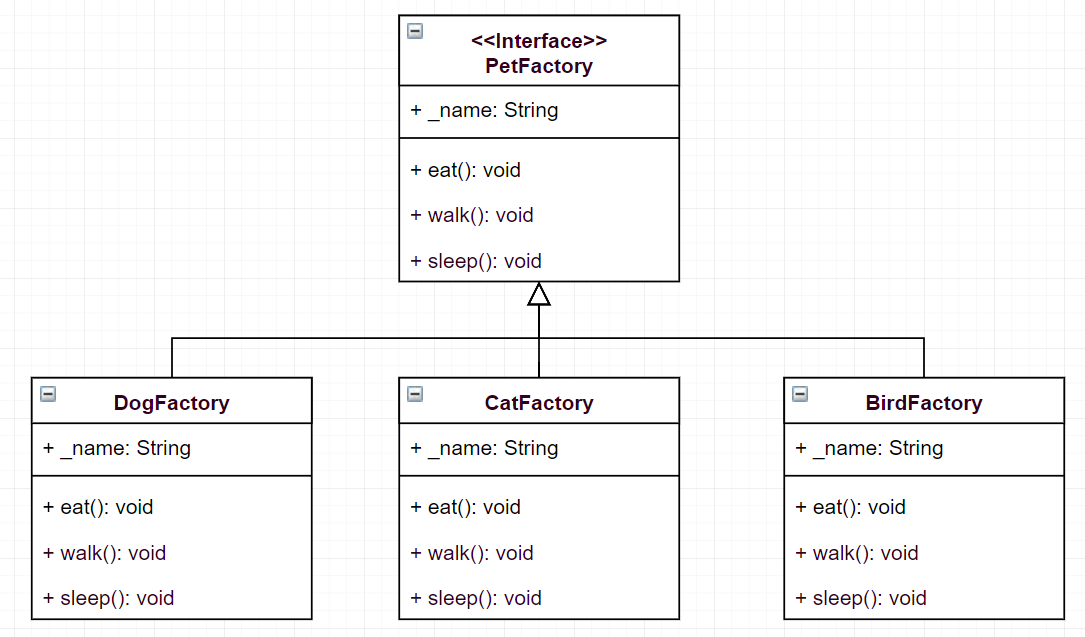 <<Interface>>
PetFactory
+ _name: String
+ eat(): void
+ walk(): void
+ sleep(): void
DogFactory
+ _name: String
+ eat(): void
+ walk(): void
+ sleep(): void
CatFactory
+ _name: String
+ eat(): void
+ walk(): void
+ sleep(): void
BirdFactory
+ _name: String
+ eat(): void
+ walk(): void
+ sleep(): void